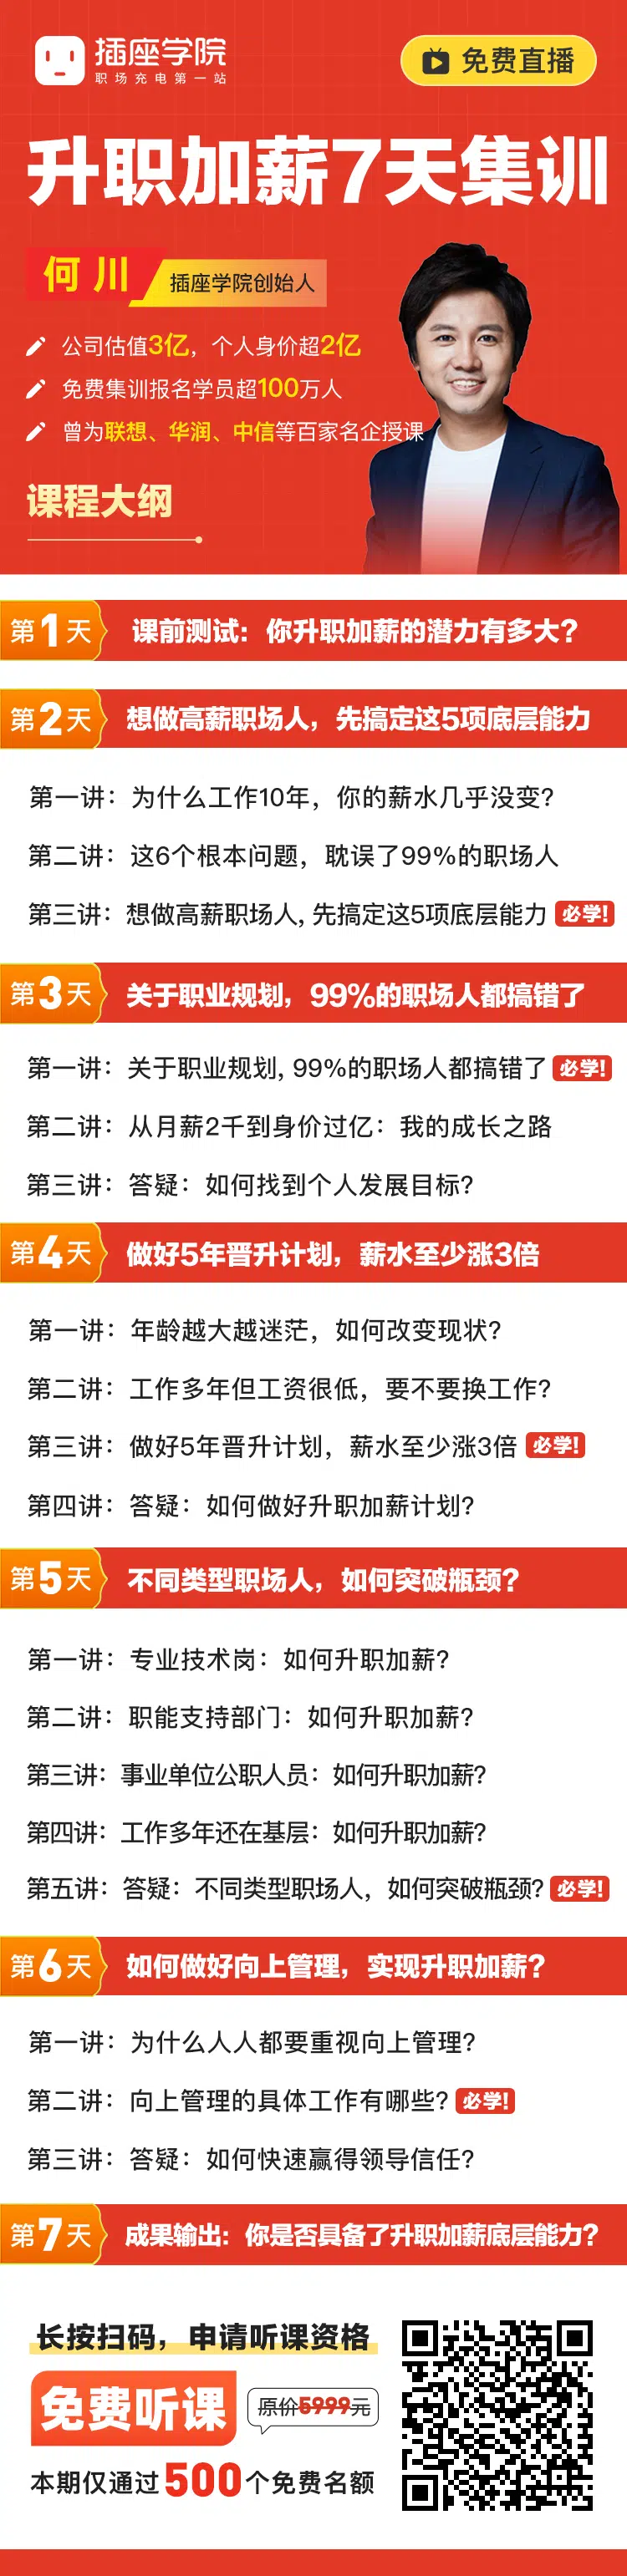 插座学院
职场充电第一站
免费直播
升职加薪7天集训
何川
插座学院创始人
公司估值3亿，个人身价超2亿
免费集训报名学员超100万人
曾为联想、华润、中信等百家名企授课
课程大纲
第1天 课前测试：你升职加薪的潜力有多大？
第2天 想做高薪职场人，先搞定这5项底层能力
第一讲：为什么工作10年，你的薪水几乎没变？
第二讲：这6个根本问题，耽误了99%的职场人
第三讲：想做高薪职场人，先搞定这5项底层能力 必学！
第3天 关于职业规划，99%的职场人都搞错了
第一讲：关于职业规划，99%的职场人都搞错了 必学！
第二讲：从月薪2千到身价过亿：我的成长之路
第三讲：答疑：如何找到个人发展目标？
第4天 做好5年晋升计划，薪水至少涨3倍
第一讲：年龄越大越迷茫，如何改变现状？
第二讲：工作多年但工资很低，要不要换工作？
第三讲：做好5年晋升计划，薪水至少涨3倍 必学！
第四讲：答疑：如何做好升职加薪计划？
第5天 不同类型职场人，如何突破瓶颈？
第一讲：专业技术岗：如何升职加薪？
第二讲：职能支持部门：如何升职加薪？
第三讲：事业单位公职人员：如何升职加薪？
第四讲：工作多年还在基层：如何升职加薪？
第五讲：答疑：不同类型职场人，如何突破瓶颈？ 必学！
第6天 如何做好向上管理，实现升职加薪？
第一讲：为什么人人都要重视向上管理？
第二讲：向上管理的具体工作有哪些？ 必学！
第三讲：答疑：如何快速赢得领导信任？
第7天 成果输出：你是否具备了升职加薪底层能力？
长按扫码，申请听课资格
免费听课
原价5999元
本期仅通过500个免费名额